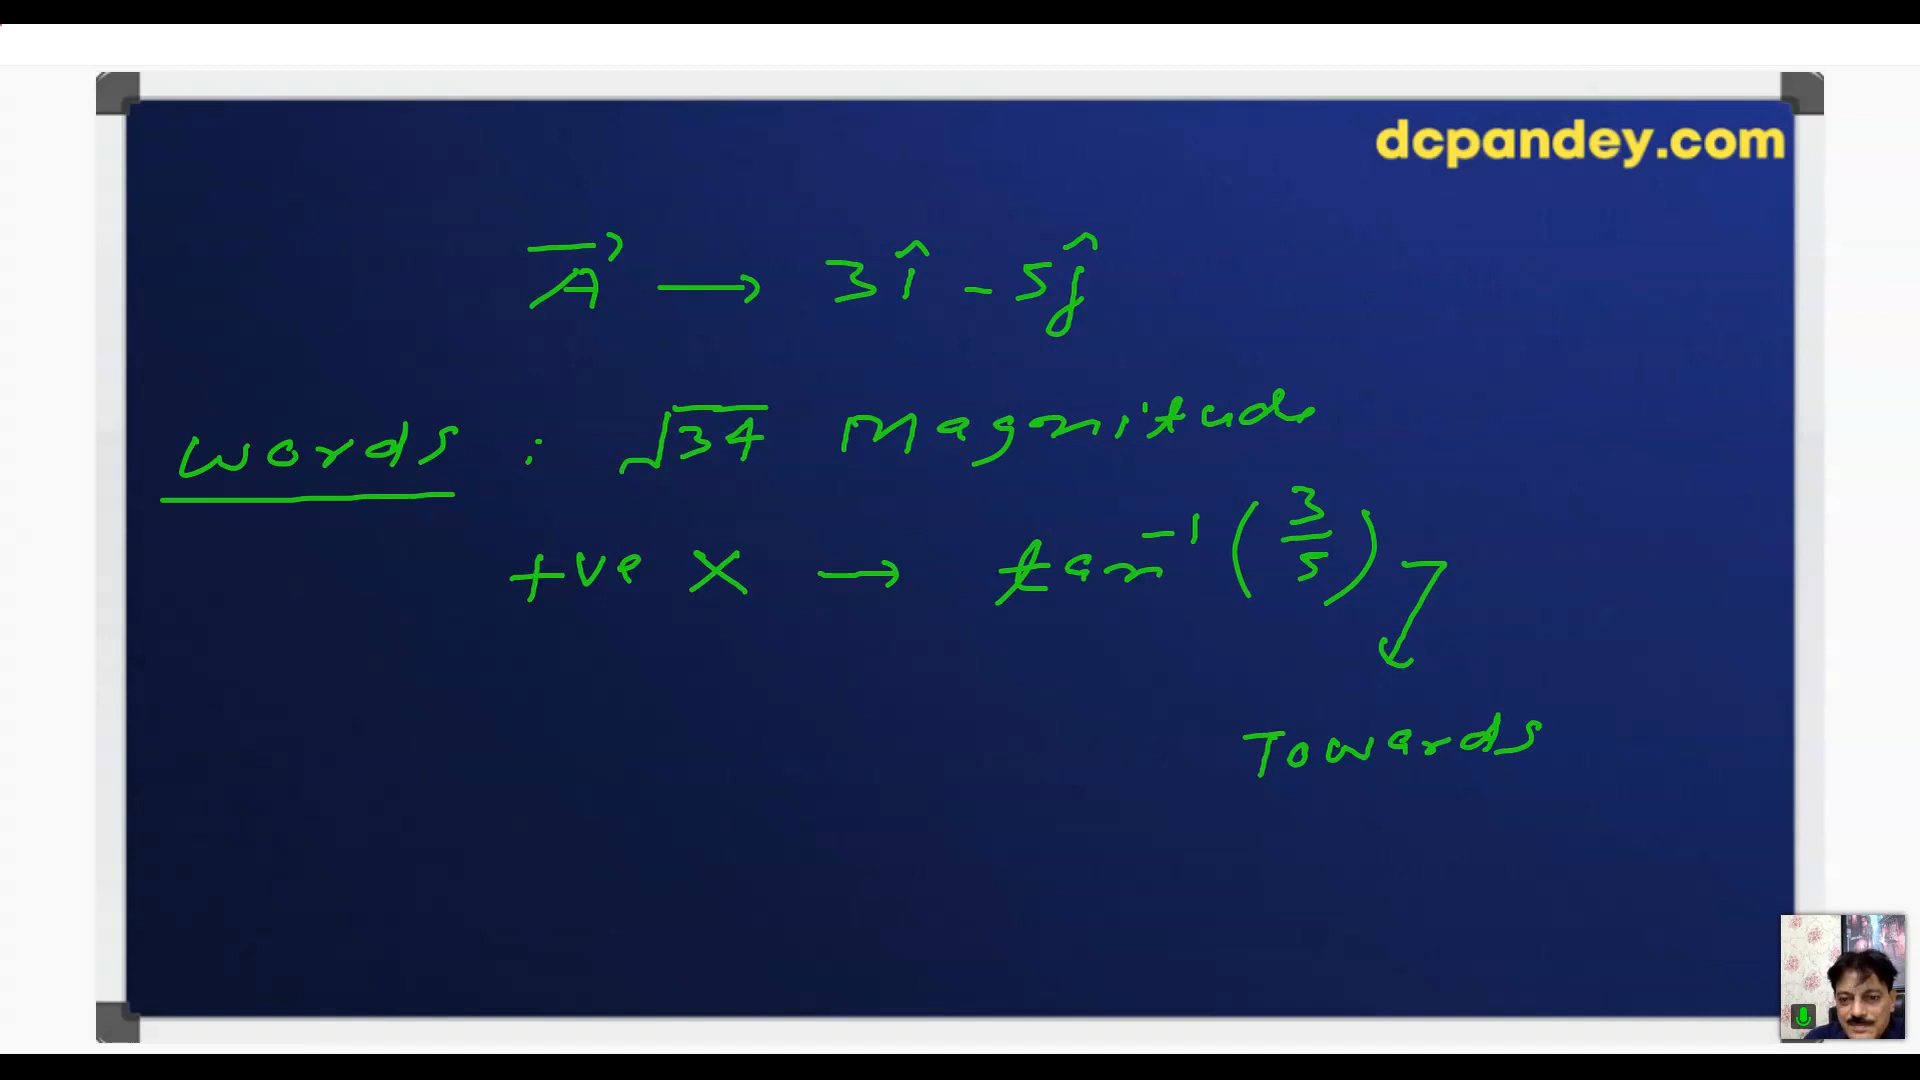 dcpandey.com
A⃗ → 3î - 5ĵ
Words : √34 Magnitude
+ve X → tan⁻¹ (3/5)
Towards